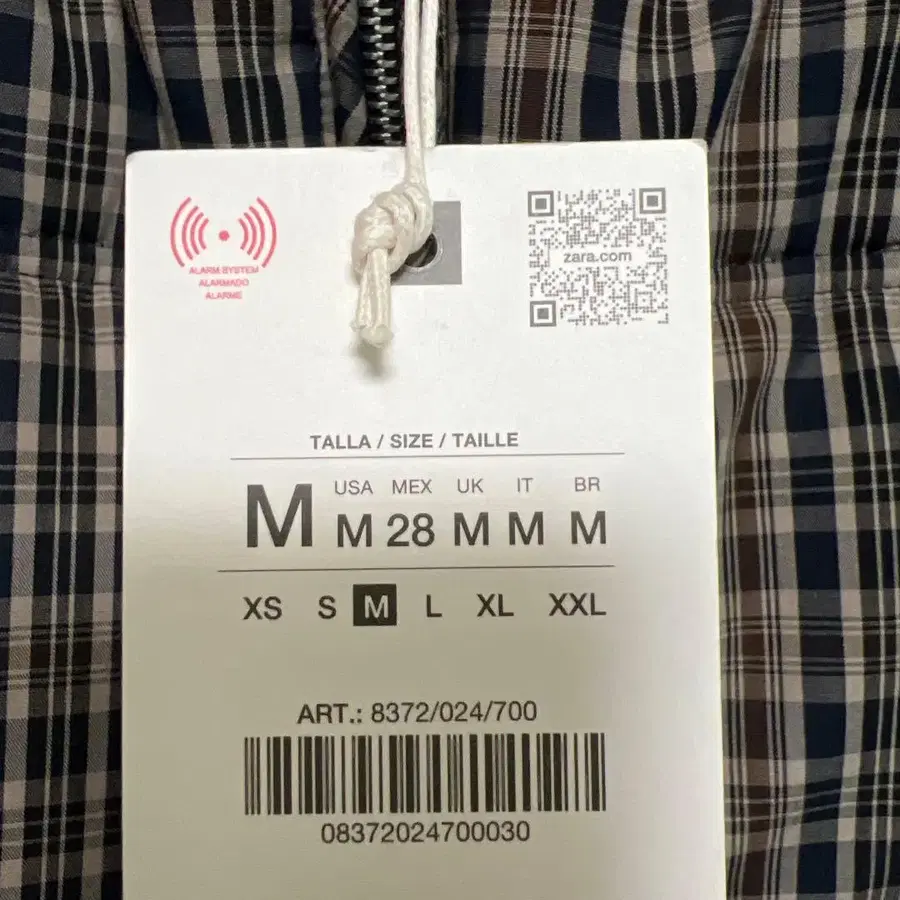 ALARM SYSTEM
ALARMADO
ALARME
zara.com
TALLA / SIZE / TAILLE
M USA MEX UK IT BR
M 28 M M M
XS S M L XL XXL
ART.: 8372/024/700
08372024700030